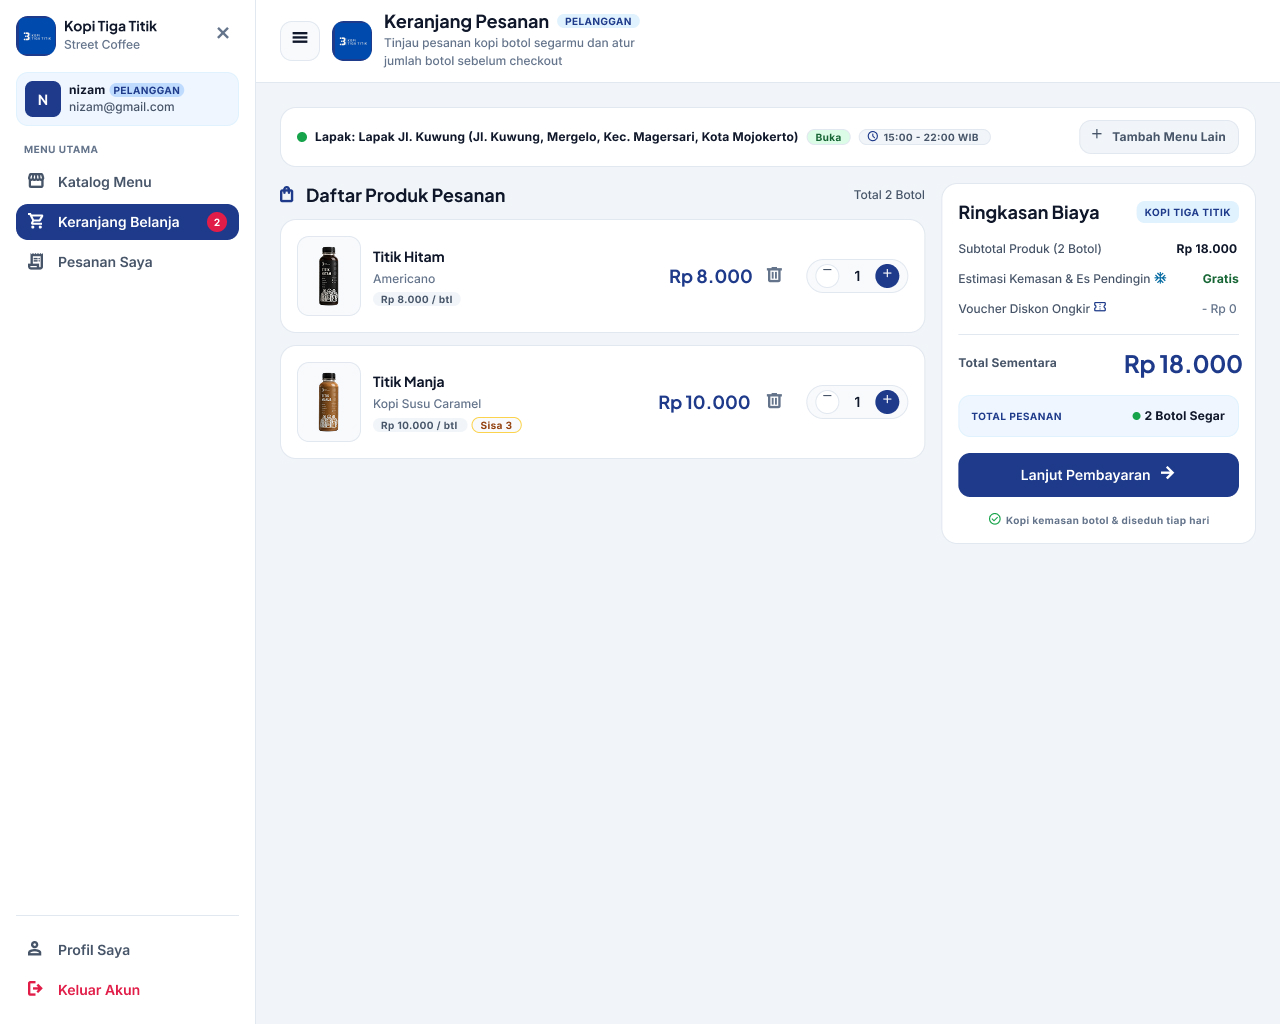 Kopi Tiga Titik
Street Coffee
N
nizam PELANGGAN
nizam@gmail.com
MENU UTAMA
Katalog Menu
Keranjang Belanja 2
Pesanan Saya
Profil Saya
Keluar Akun
Keranjang Pesanan PELANGGAN
Tinjau pesanan kopi botol segarmu dan atur
jumlah botol sebelum checkout
Lapak: Lapak Jl. Kuwung (Jl. Kuwung, Mergelo, Kec. Magersari, Kota Mojokerto) Buka 15:00 - 22:00 WIB
+ Tambah Menu Lain
Daftar Produk Pesanan Total 2 Botol
Titik Hitam
Americano
Rp 8.000 / btl
Rp 8.000 − 1 +
Titik Manja
Kopi Susu Caramel
Rp 10.000 / btl Sisa 3
Rp 10.000 − 1 +
Ringkasan Biaya KOPI TIGA TITIK
Subtotal Produk (2 Botol) Rp 18.000
Estimasi Kemasan & Es Pendingin Gratis
Voucher Diskon Ongkir - Rp 0
Total Sementara Rp 18.000
TOTAL PESANAN 2 Botol Segar
Lanjut Pembayaran
Kopi kemasan botol & diseduh tiap hari